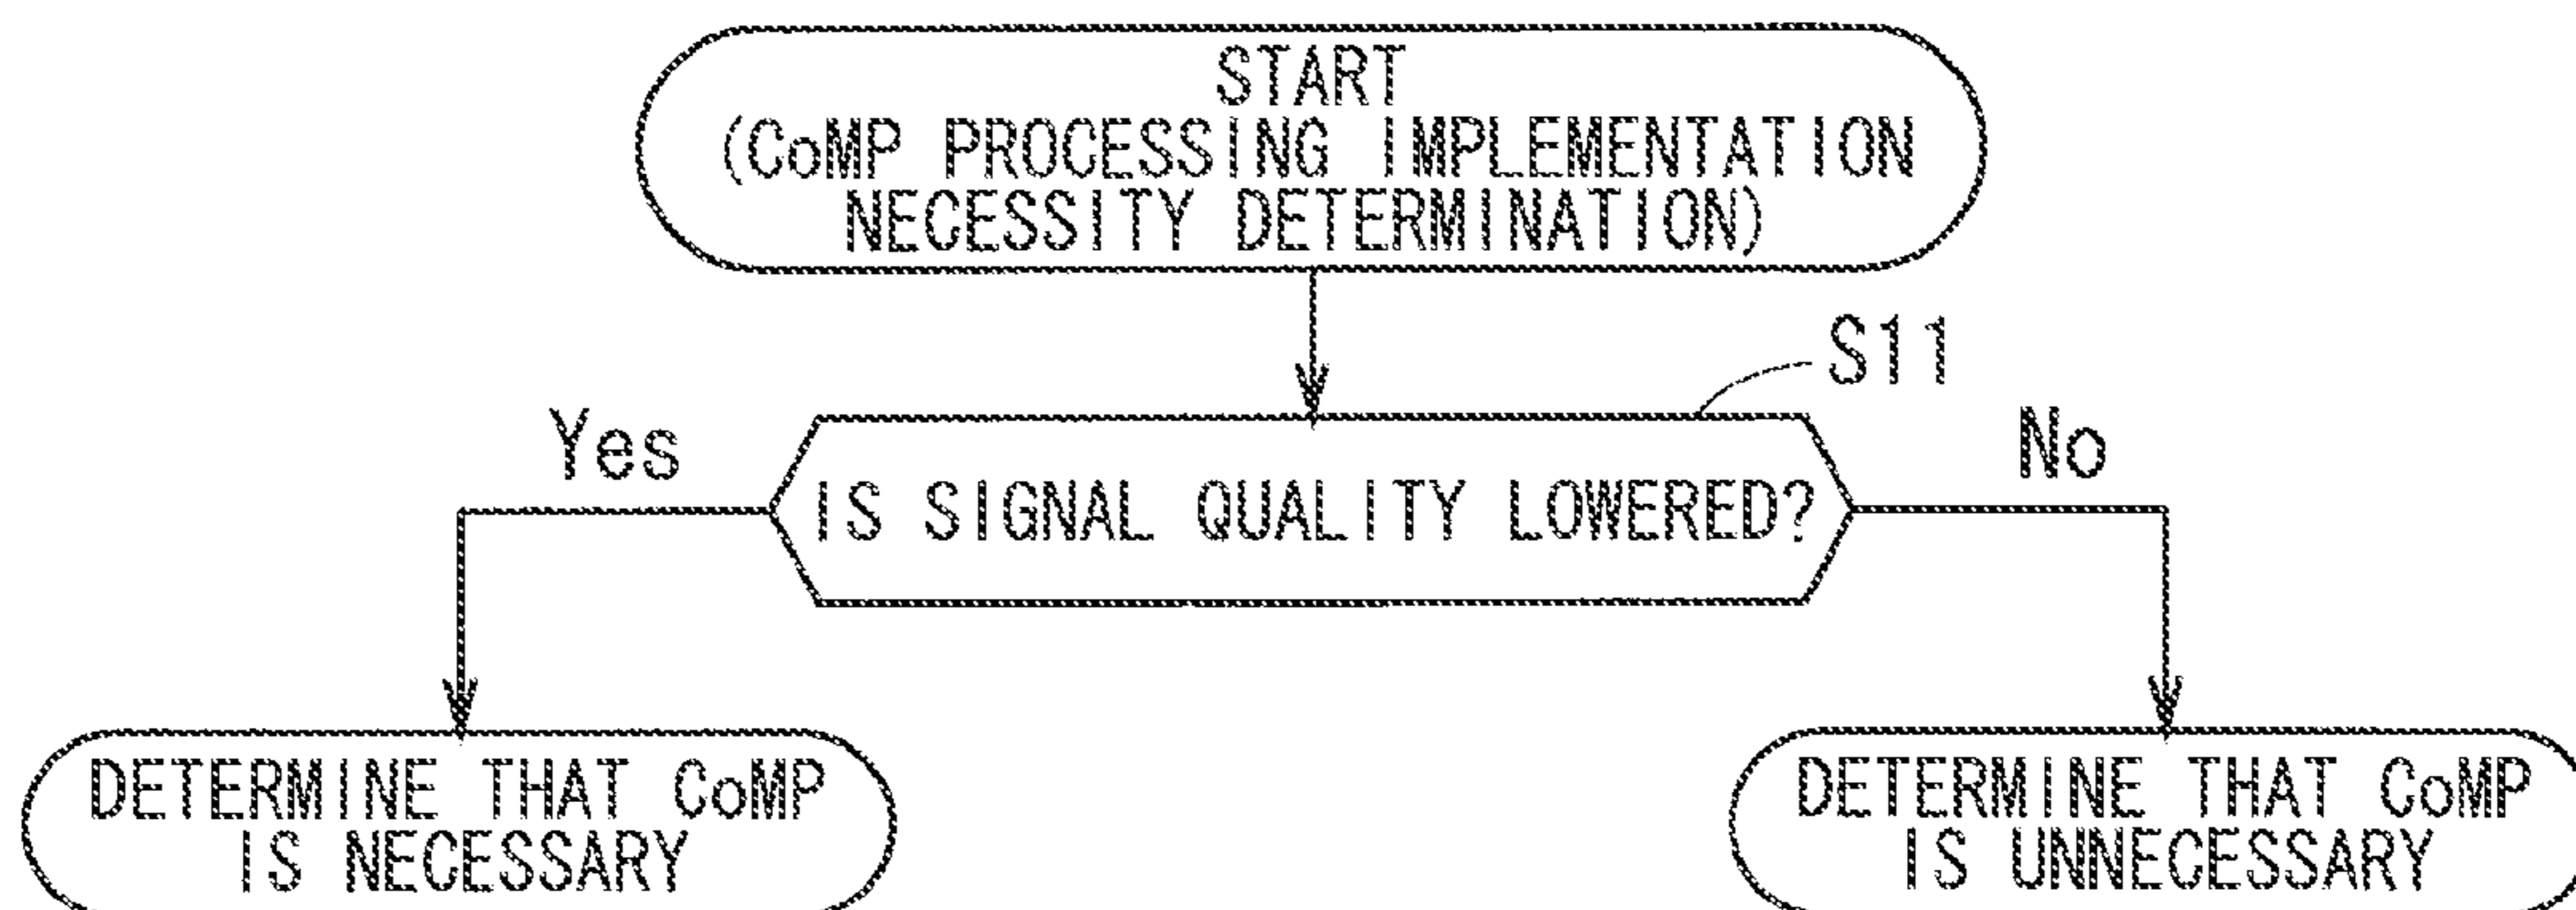 START
(CoMP PROCESSING IMPLEMENTATION
NECESSITY DETERMINATION)
S11
Yes
No
IS SIGNAL QUALITY LOWERED?
DETERMINE THAT CoMP
IS NECESSARY
DETERMINE THAT CoMP
IS UNNECESSARY